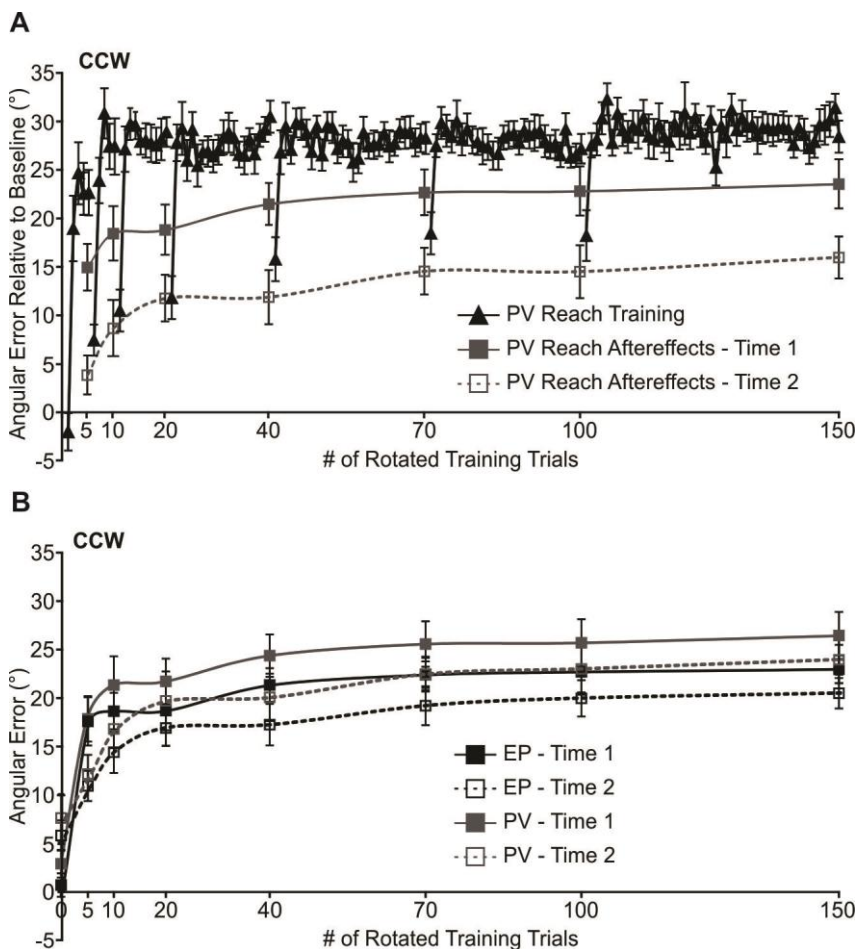 A
CCW
Angular Error Relative to Baseline (°)
35
30
25
20
15
10
5
0
-5
5 10 20 40 70 100 150
PV Reach Training
PV Reach Aftereffects - Time 1
PV Reach Aftereffects - Time 2
# of Rotated Training Trials
B
CCW
Angular Error (°)
35
30
25
20
15
10
5
0
-5
0 5 10 20 40 70 100 150
EP - Time 1
EP - Time 2
PV - Time 1
PV - Time 2
# of Rotated Training Trials